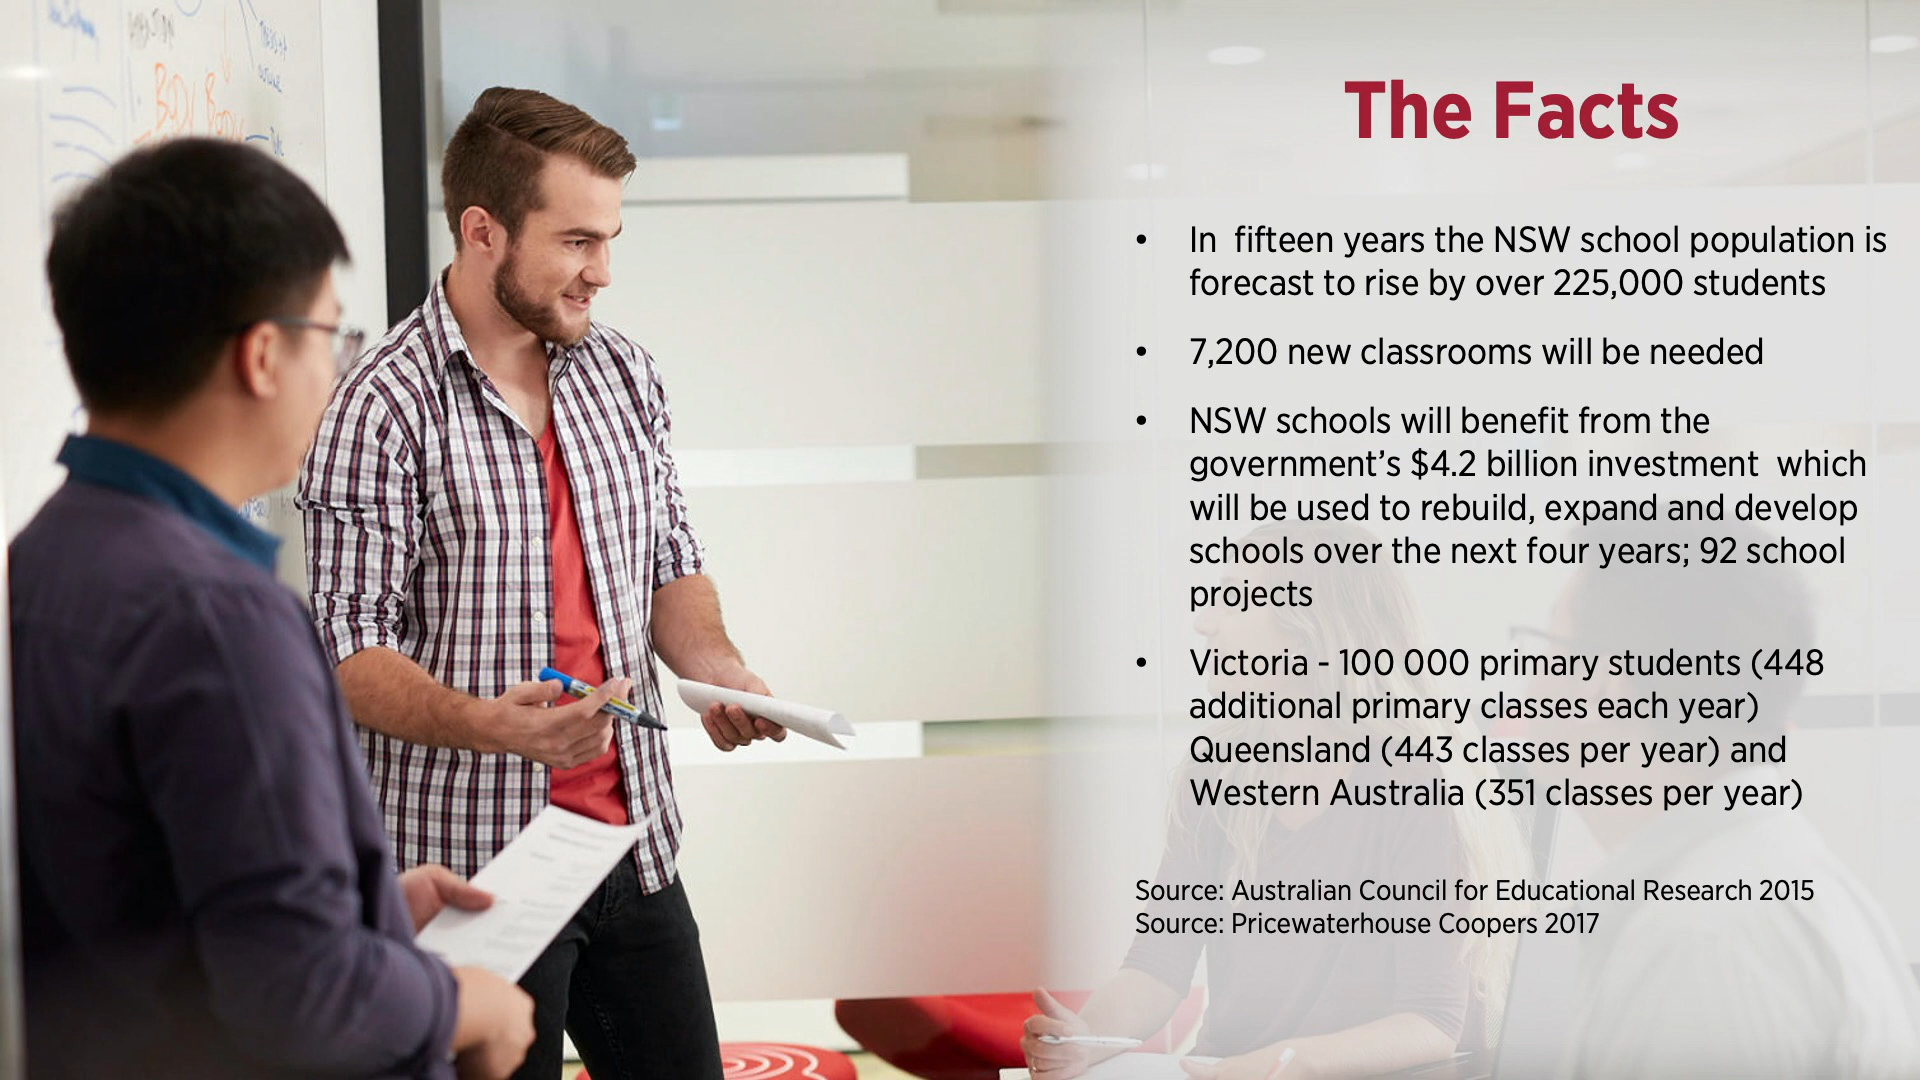 BODY
BODY
The Facts
• In  fifteen years the NSW school population is
forecast to rise by over 225,000 students
• 7,200 new classrooms will be needed
• NSW schools will benefit from the
government’s $4.2 billion investment  which
will be used to rebuild, expand and develop
schools over the next four years; 92 school
projects
• Victoria - 100 000 primary students (448
additional primary classes each year)
Queensland (443 classes per year) and
Western Australia (351 classes per year)
Source: Australian Council for Educational Research 2015
Source: Pricewaterhouse Coopers 2017